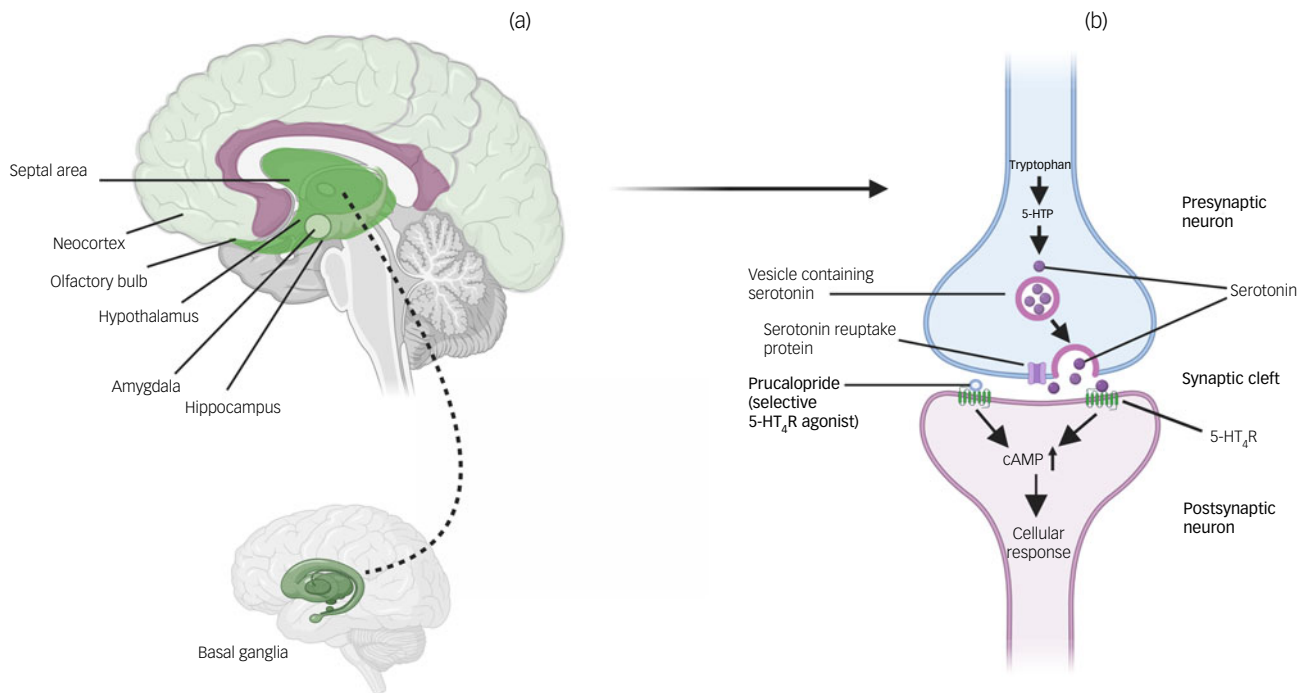 (a)
Septal area
Neocortex
Olfactory bulb
Hypothalamus
Amygdala
Hippocampus
Basal ganglia
(b)
Tryptophan
5-HTP
Presynaptic
neuron
Vesicle containing
serotonin
Serotonin
Serotonin reuptake
protein
Synaptic cleft
Prucalopride
(selective
5-HT₄R agonist)
5-HT₄R
cAMP
Postsynaptic
neuron
Cellular
response